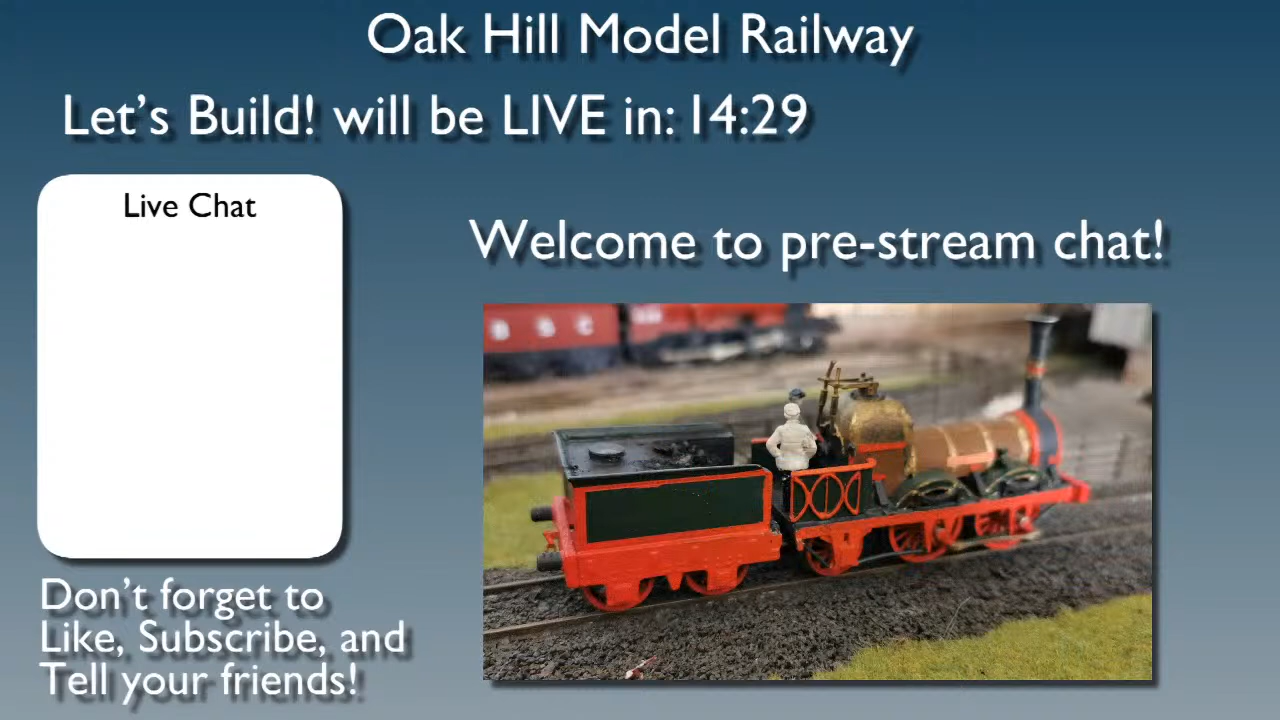 Oak Hill Model Railway
Let's Build! will be LIVE in: 14:29
Live Chat
Welcome to pre-stream chat!
Don't forget to
Like, Subscribe, and
Tell your friends!